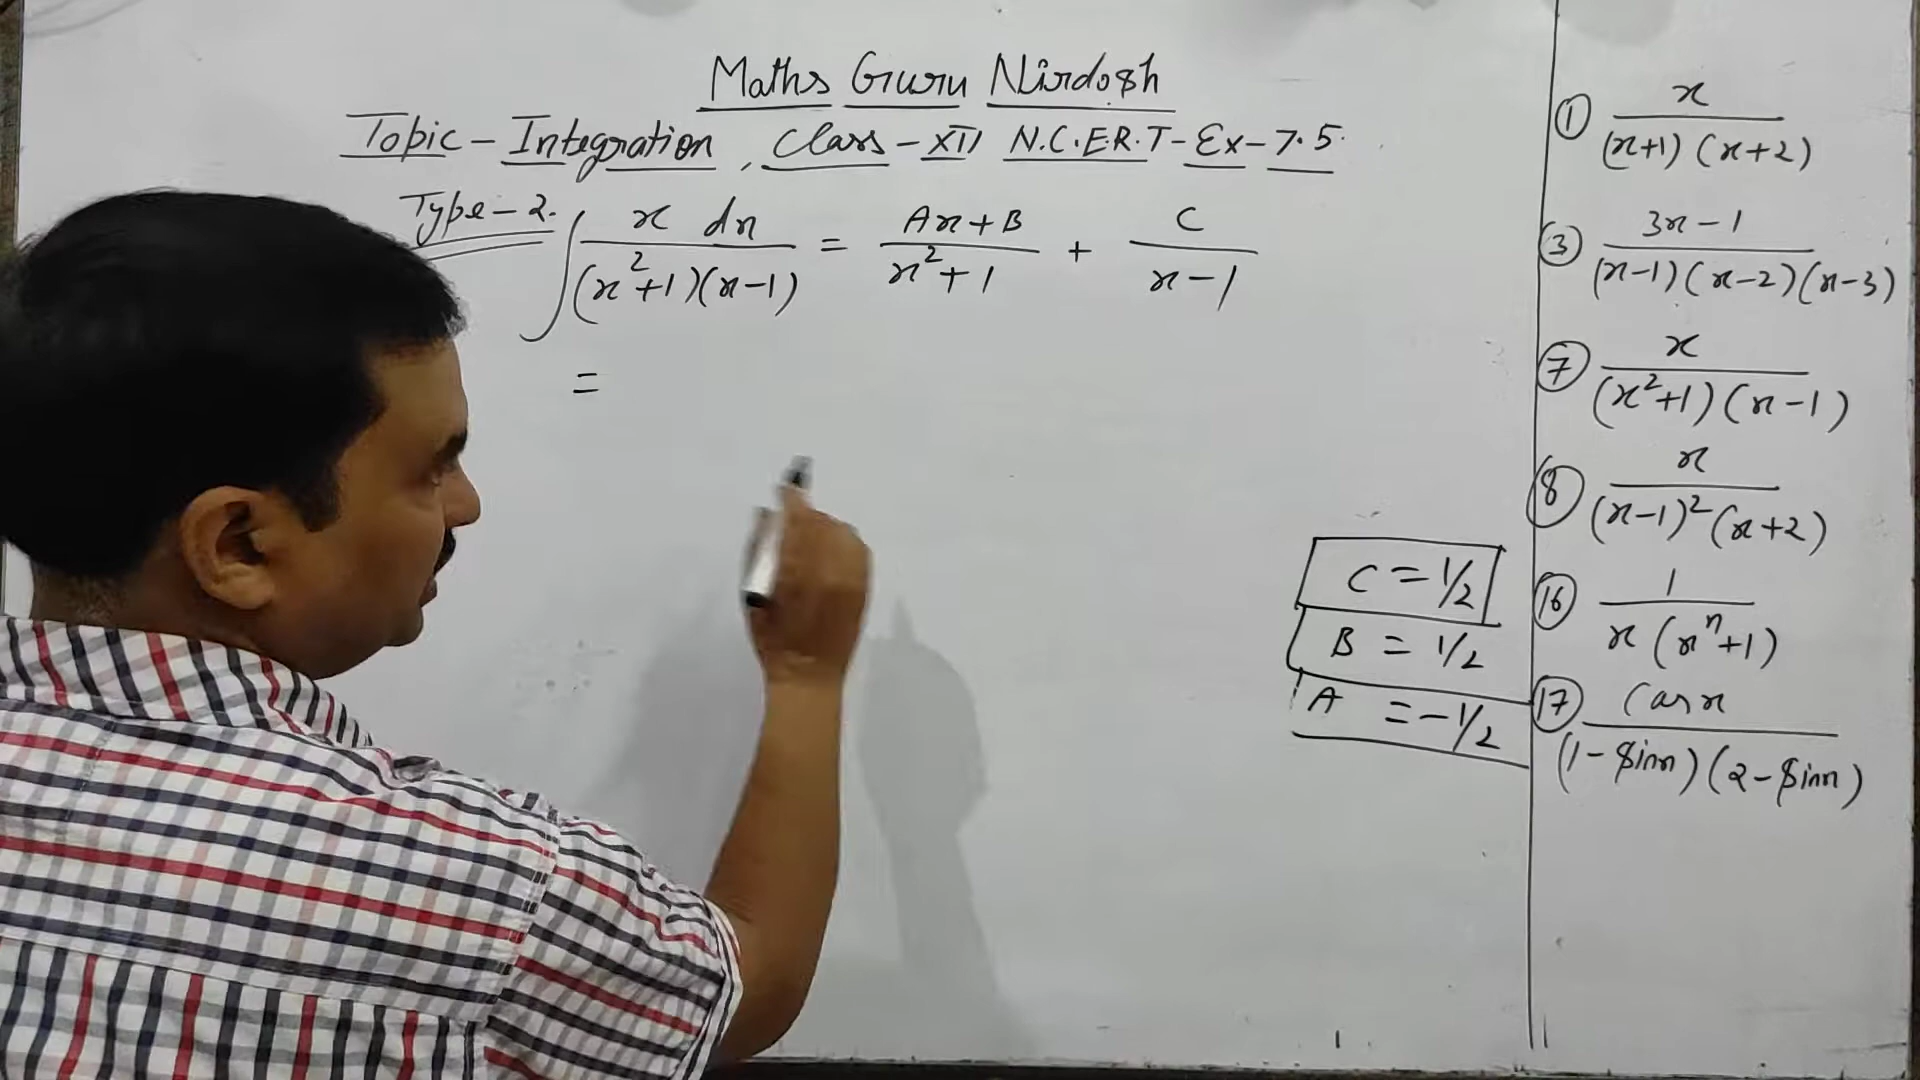 Maths Guru Nirdosh
Topic - Integration, Class - XII N.C.E.R.T - Ex - 7.5.
Type - 2. ∫ x dx / (x²+1)(x-1) = Ax+B / x²+1 + C / x-1
=
C = 1/2
B = 1/2
A = -1/2
① x / (x+1)(x+2)
③ 3x-1 / (x-1)(x-2)(x-3)
⑦ x / (x²+1)(x-1)
⑧ x / (x-1)²(x+2)
⑯ 1 / x(xⁿ+1)
⑰ Cos x / (1-Sinx)(2-Sinx)